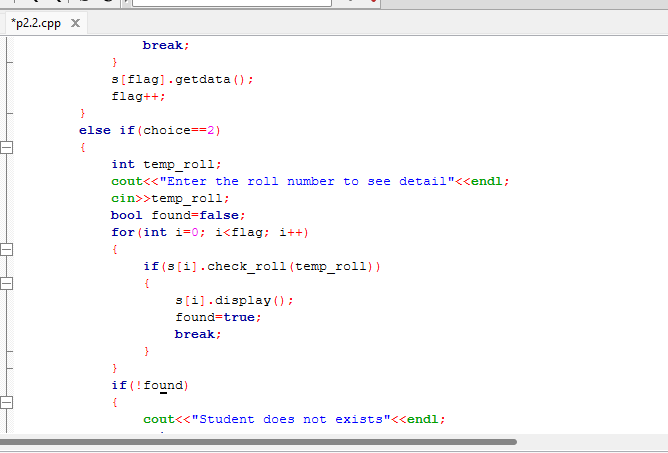 *p2.2.cpp
break;
}
s[flag].getdata();
flag++;
}
else if(choice==2)
{
int temp_roll;
cout<<"Enter the roll number to see detail"<<endl;
cin>>temp_roll;
bool found=false;
for(int i=0; i<flag; i++)
{
if(s[i].check_roll(temp_roll))
{
s[i].display();
found=true;
break;
}
}
if(!found)
{
cout<<"Student does not exists"<<endl;